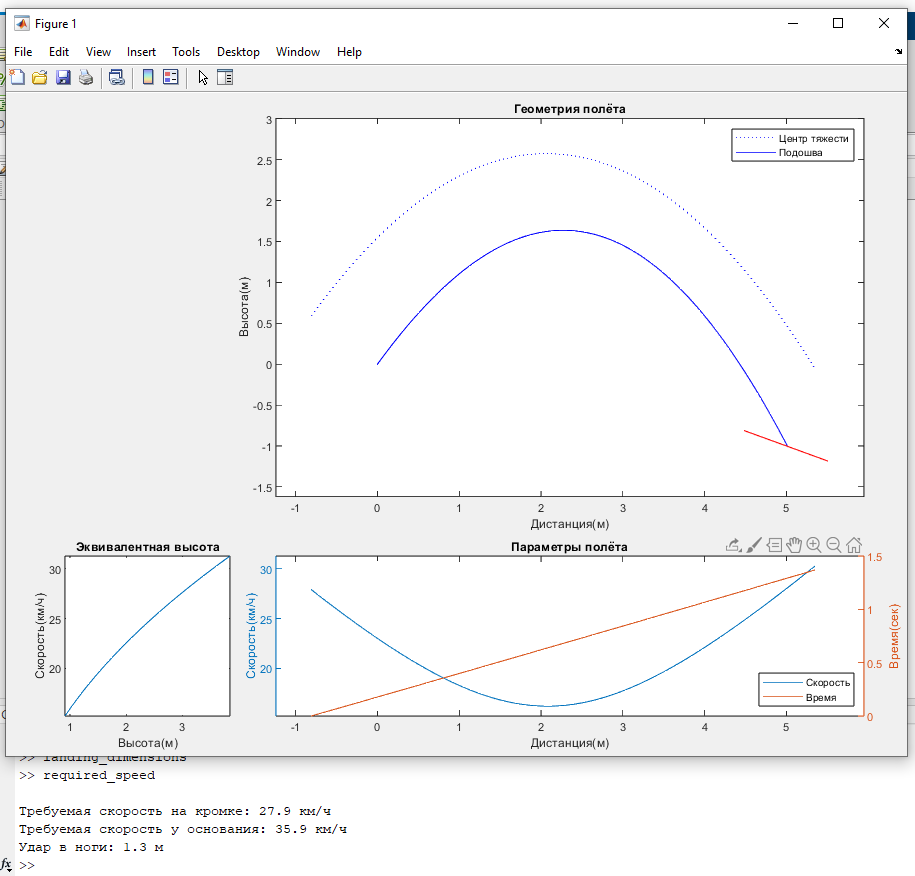 Figure 1
File Edit View Insert Tools Desktop Window Help
Геометрия полёта
Центр тяжести
Подошва
Высота(м)
3
2.5
2
1.5
1
0.5
0
-0.5
-1
-1.5
-1 0 1 2 3 4 5
Дистанция(м)
Эквивалентная высота
Скорость(км/ч)
30
25
20
1 2 3
Высота(м)
Параметры полёта
Скорость(км/ч)
30
25
20
Скорость
Время
1.5
1
0.5
0
Время(сек)
-1 0 1 2 3 4 5
Дистанция(м)
>> landing_dimensions
>> required_speed
Требуемая скорость на кромке: 27.9 км/ч
Требуемая скорость у основания: 35.9 км/ч
Удар в ноги: 1.3 м
fx >>